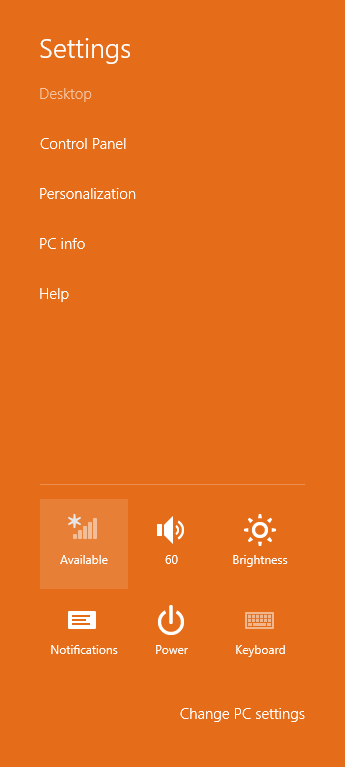 Settings
Desktop
Control Panel
Personalization
PC info
Help
Available
60
Brightness
Notifications
Power
Keyboard
Change PC settings